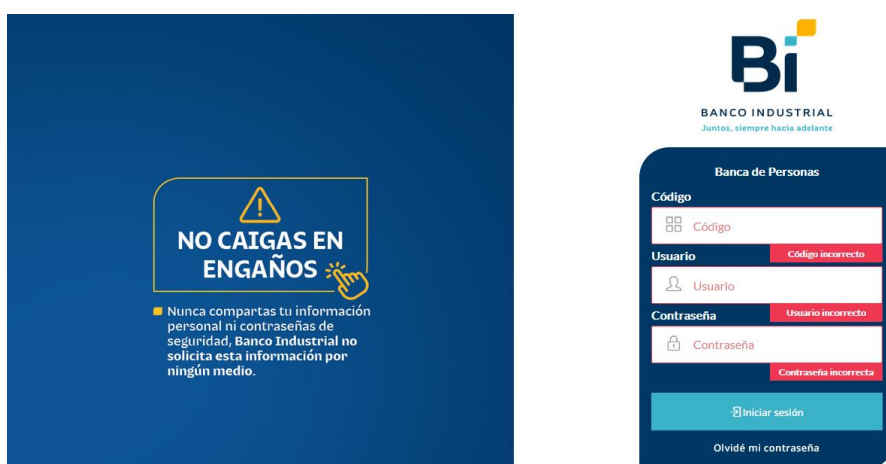 NO CAIGAS EN
ENGAÑOS
Nunca compartas tu información
personal ni contraseñas de
seguridad, Banco Industrial no
solicita esta información por
ningún medio.
Bi
BANCO INDUSTRIAL
Juntos, siempre hacia adelante
Banca de Personas
Código
Código
Código incorrecto
Usuario
Usuario
Usuario incorrecto
Contraseña
Contraseña
Contraseña incorrecta
Iniciar sesión
Olvidé mi contraseña